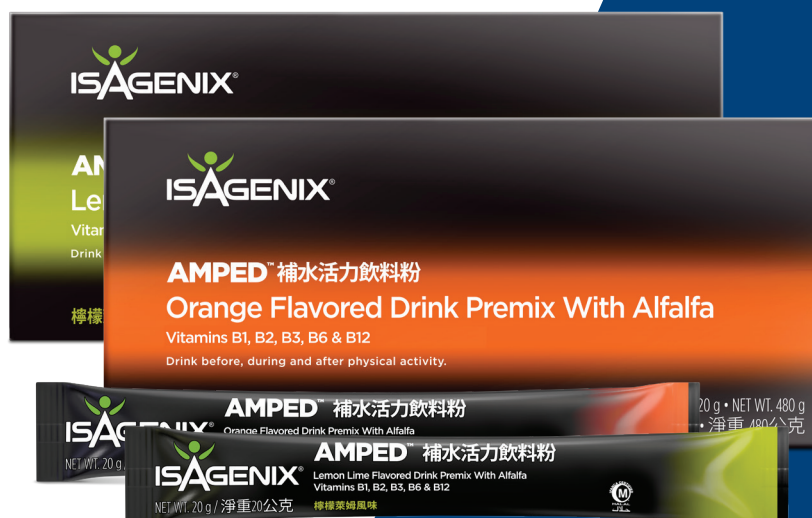 ISAGENIX®
AM
Le
Vitar
Drink
檸檬
ISAGENIX®
AMPED™ 補水活力飲料粉
Orange Flavored Drink Premix With Alfalfa
Vitamins B1, B2, B3, B6 & B12
Drink before, during and after physical activity.
20 g • NET WT. 480 g
• 淨重 480公克
AMPED™ 補水活力飲料粉
Orange Flavored Drink Premix With Alfalfa
NET WT. 20 g
ISAGENIX®
AMPED™ 補水活力飲料粉
Lemon Lime Flavored Drink Premix With Alfalfa
Vitamins B1, B2, B3, B6 & B12
NET WT. 20 g / 淨重20公克
檸檬萊姆風味
M